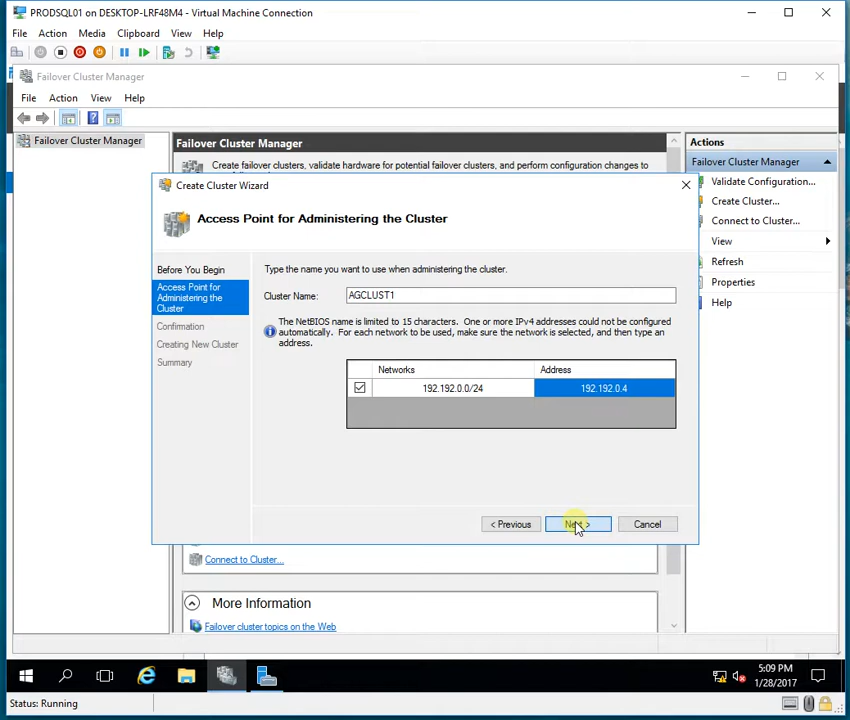 PRODSQL01 on DESKTOP-LRF48M4 - Virtual Machine Connection
File Action Media Clipboard View Help
Failover Cluster Manager
File Action View Help
Failover Cluster Manager
Failover Cluster Manager
Create failover clusters, validate hardware for potential failover clusters, and perform configuration changes to
Actions
Failover Cluster Manager
Validate Configuration...
Create Cluster...
Connect to Cluster...
View
Refresh
Properties
Help
Create Cluster Wizard
Access Point for Administering the Cluster
Before You Begin
Access Point for
Administering the
Cluster
Confirmation
Creating New Cluster
Summary
Type the name you want to use when administering the cluster.
Cluster Name: AGCLUST1
The NetBIOS name is limited to 15 characters. One or more IPv4 addresses could not be configured
automatically. For each network to be used, make sure the network is selected, and then type an
address.
Networks Address
192.192.0.0/24 192.192.0.4
< Previous Next > Cancel
Connect to Cluster...
More Information
Failover cluster topics on the Web
5:09 PM
1/28/2017
Status: Running